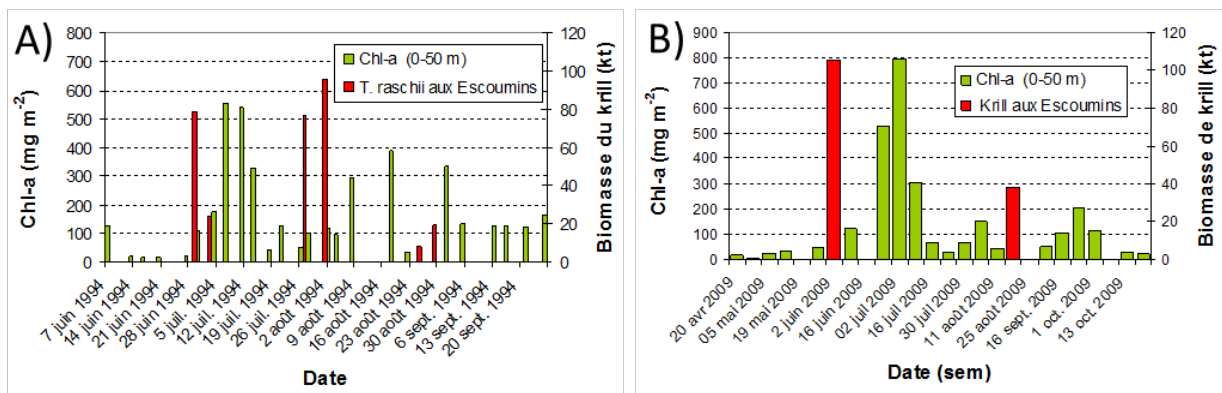 A)
Chl-a (mg m-2)
800
700
600
500
400
300
200
100
0
Chl-a (0-50 m)
T. raschii aux Escoumins
120
100
80
60
40
20
0
Biomasse du krill (kt)
7 juin 1994
14 juin 1994
21 juin 1994
28 juin 1994
5 juil. 1994
12 juil. 1994
19 juil. 1994
26 juil. 1994
2 août 1994
9 août 1994
16 août 1994
23 août 1994
30 août 1994
6 sept. 1994
13 sept. 1994
20 sept. 1994
Date
B)
Chl-a (mg m-2)
900
800
700
600
500
400
300
200
100
0
Chl-a (0-50 m)
Krill aux Escoumins
120
100
80
60
40
20
0
Biomasse de krill (kt)
20 avr 2009
05 mai 2009
19 mai 2009
2 juin 2009
16 juin 2009
02 juil 2009
16 juil 2009
30 juil 2009
11 août 2009
25 août 2009
16 sept. 2009
1 oct. 2009
13 oct. 2009
Date (sem)